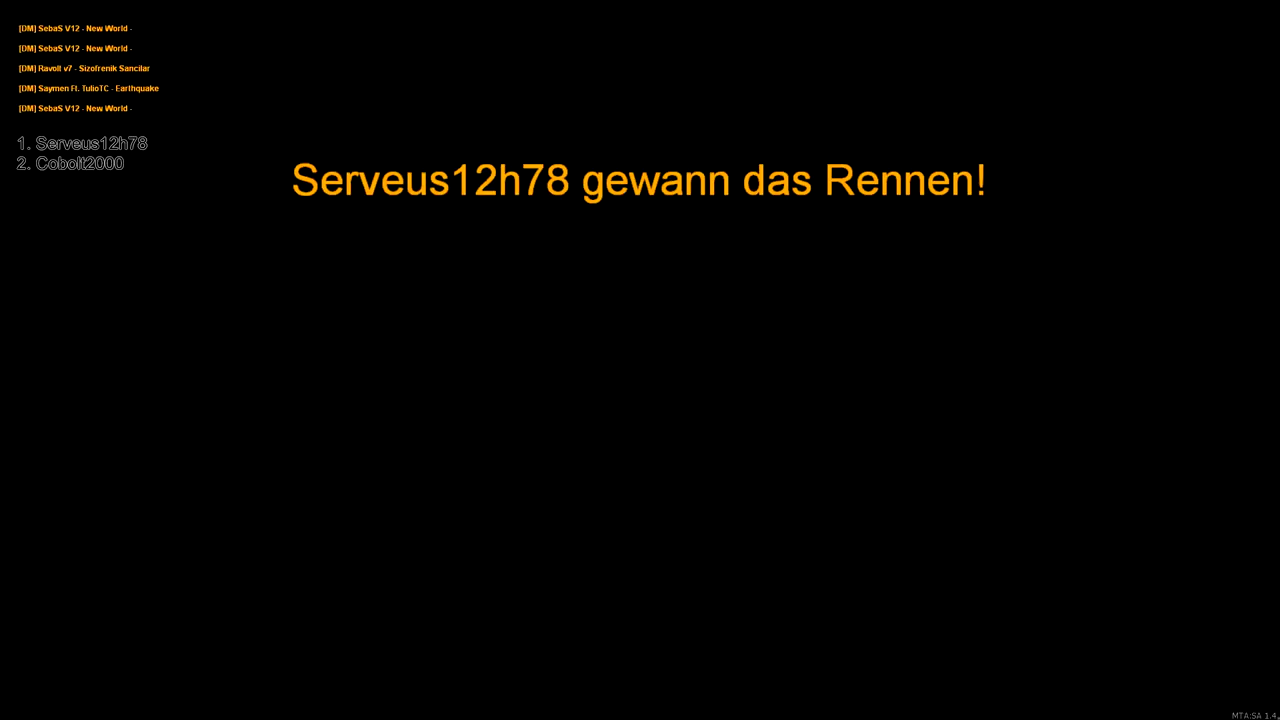 [DM] SebaS V12 - New World -
[DM] SebaS V12 - New World -
[DM] Ravolt v7 - Sizofrenik Sancilar
[DM] Saymen Ft. TulioTC - Earthquake
[DM] SebaS V12 - New World -
1. Serveus12h78
2. Cobolt2000
Serveus12h78 gewann das Rennen!
MTA:SA 1.4